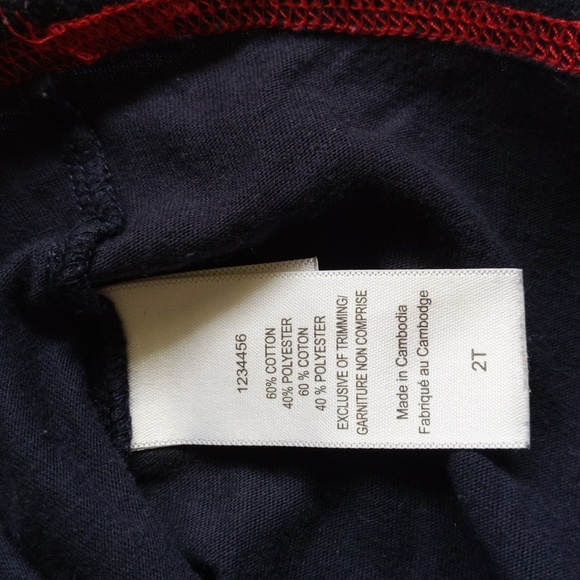 1234456
60% COTTON
40% POLYESTER
60 % COTON
40 % POLYESTER
EXCLUSIVE OF TRIMMING/
GARNITURE NON COMPRISE
Made in Cambodia
Fabriqué au Cambodge
2T